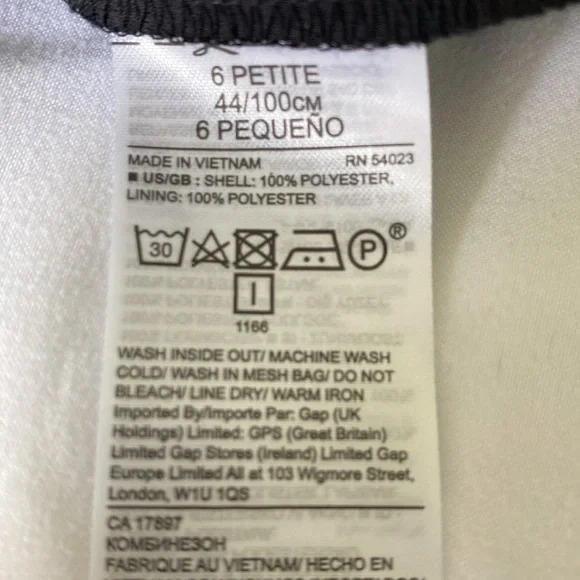 6 PETITE
44/100CM
6 PEQUEÑO
MADE IN VIETNAM RN 54023
■ US/GB : SHELL: 100% POLYESTER,
LINING: 100% POLYESTER
30 P ®
1166
WASH INSIDE OUT/ MACHINE WASH
COLD/ WASH IN MESH BAG/ DO NOT
BLEACH/ LINE DRY/ WARM IRON
Imported By/Importe Par: Gap (UK
Holdings) Limited: GPS (Great Britain)
Limited Gap Stores (Ireland) Limited Gap
Europe Limited All at 103 Wigmore Street,
London, W1U 1QS
CA 17897
КОМБИНЕЗОН
FABRIQUE AU VIETNAM/ HECHO EN